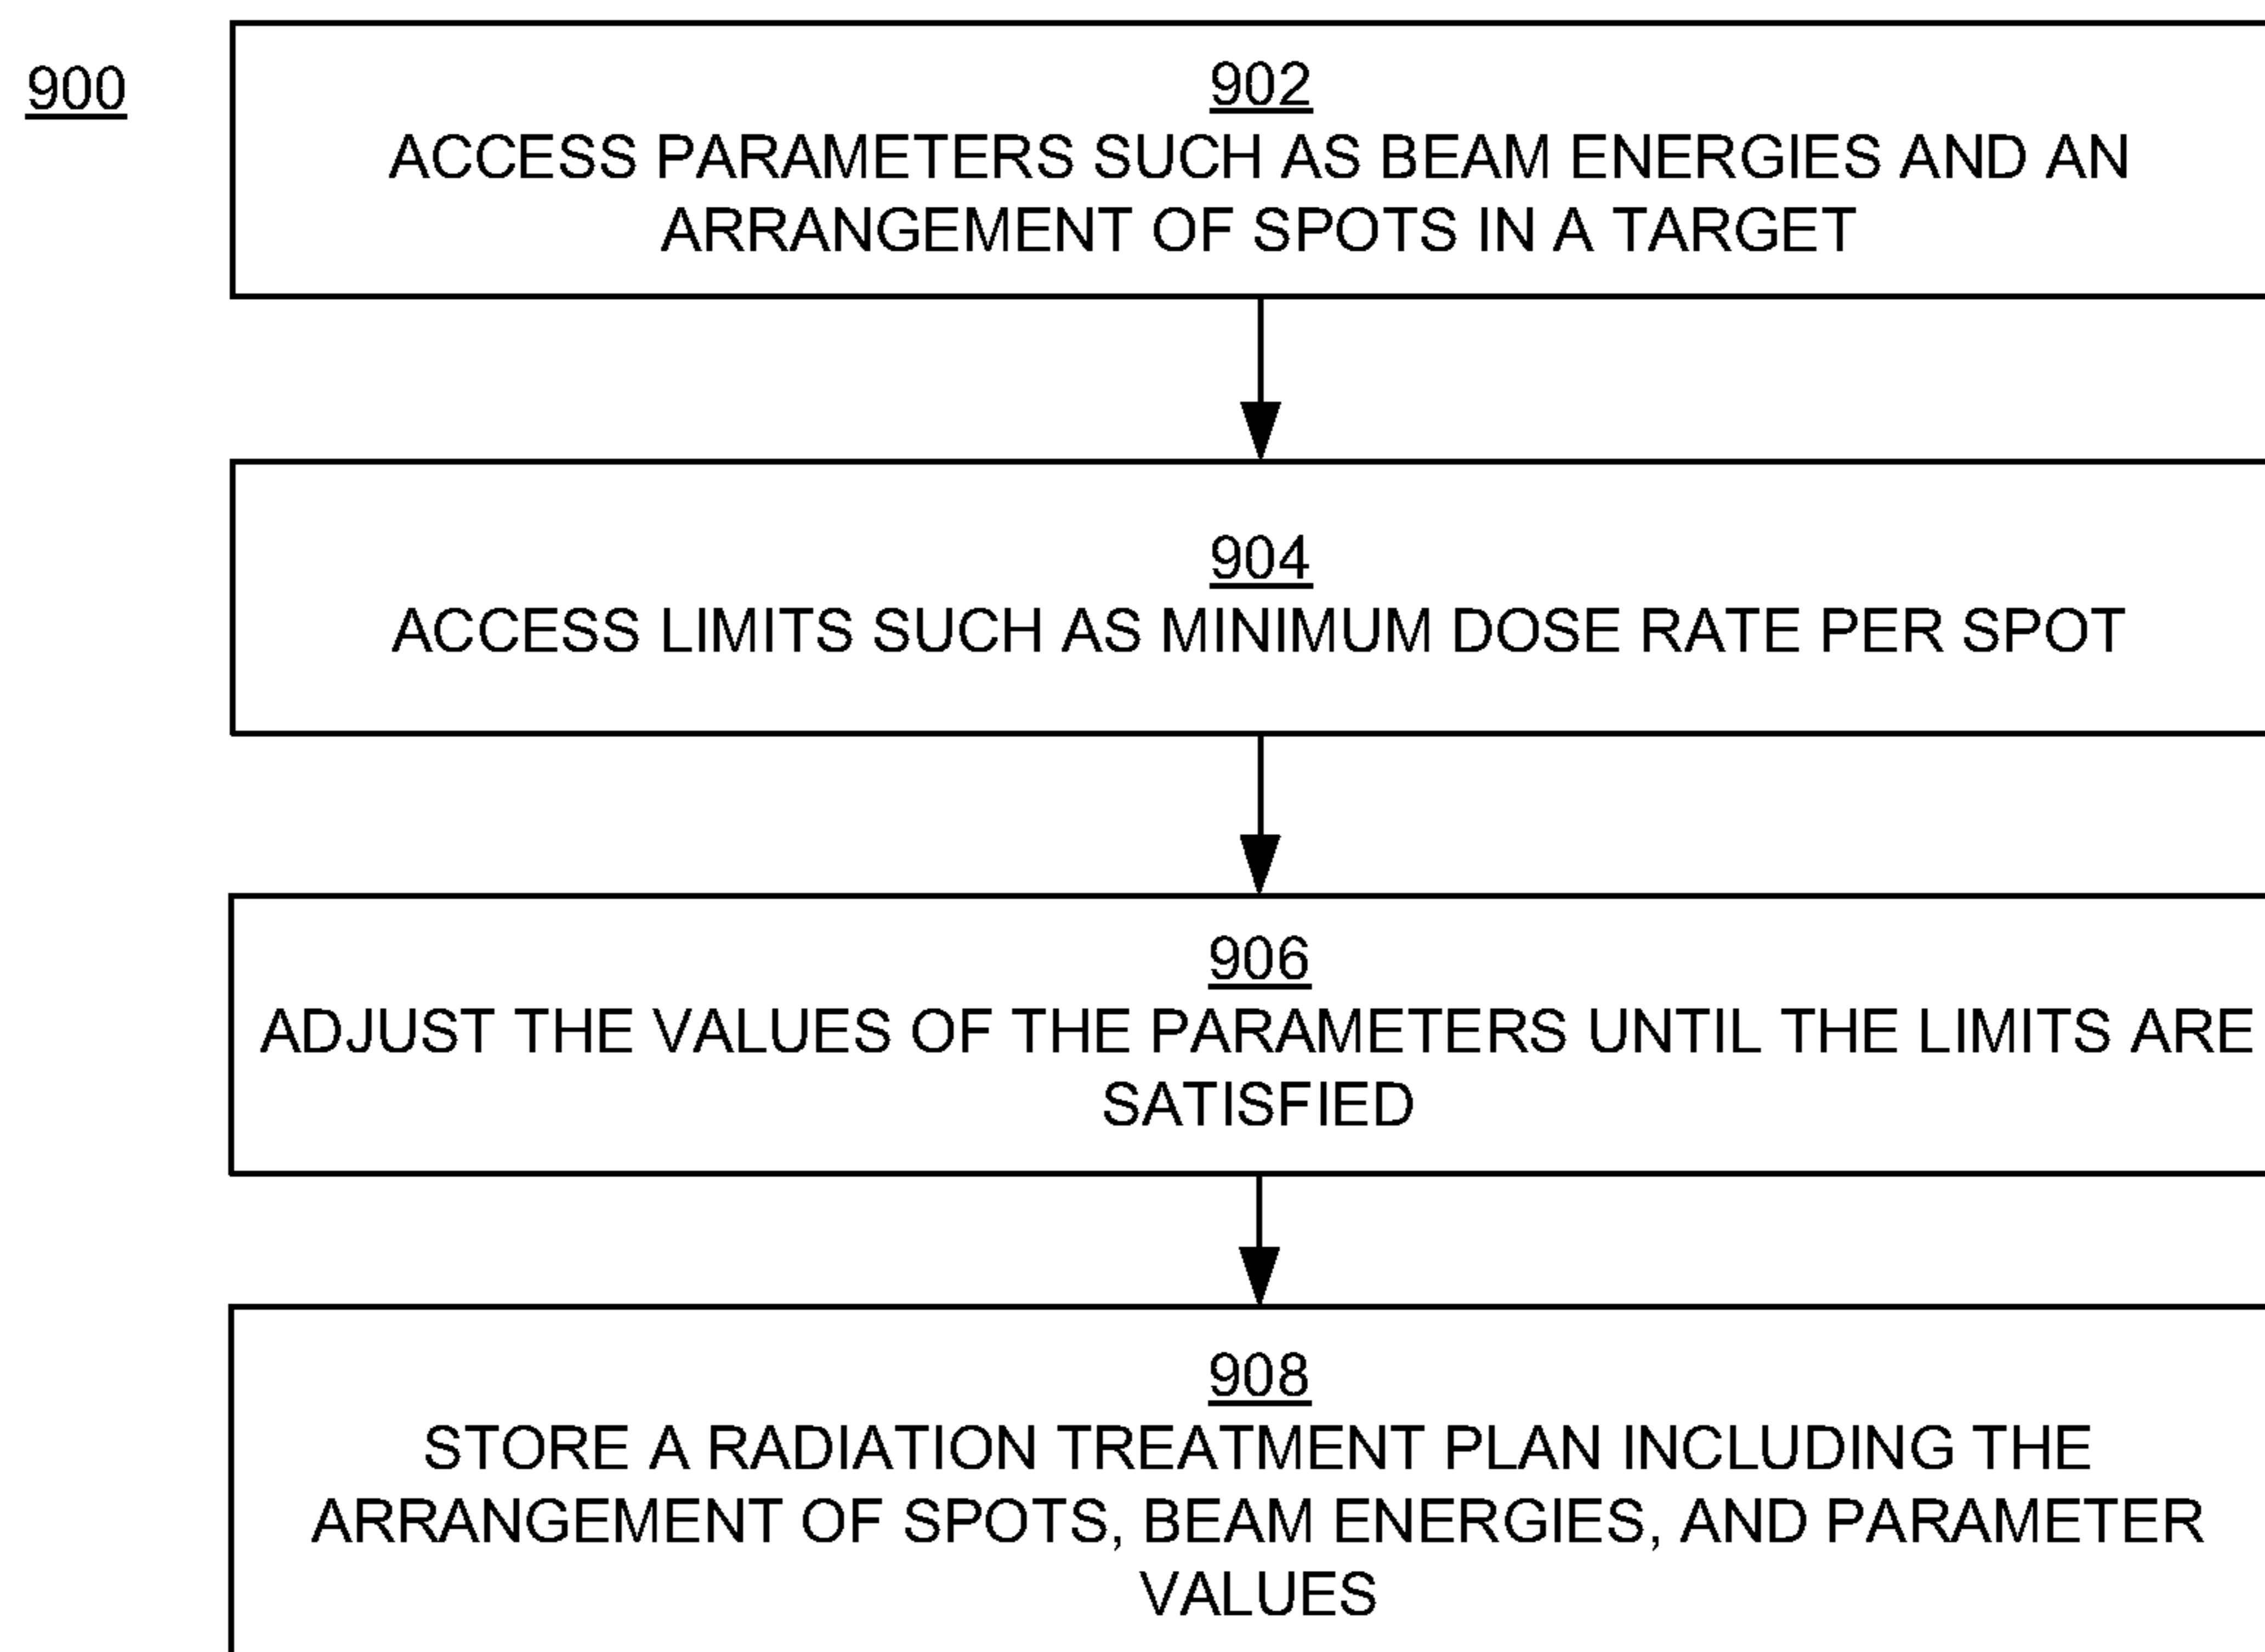 900
902
ACCESS PARAMETERS SUCH AS BEAM ENERGIES AND AN
ARRANGEMENT OF SPOTS IN A TARGET
904
ACCESS LIMITS SUCH AS MINIMUM DOSE RATE PER SPOT
906
ADJUST THE VALUES OF THE PARAMETERS UNTIL THE LIMITS ARE
SATISFIED
908
STORE A RADIATION TREATMENT PLAN INCLUDING THE
ARRANGEMENT OF SPOTS, BEAM ENERGIES, AND PARAMETER
VALUES